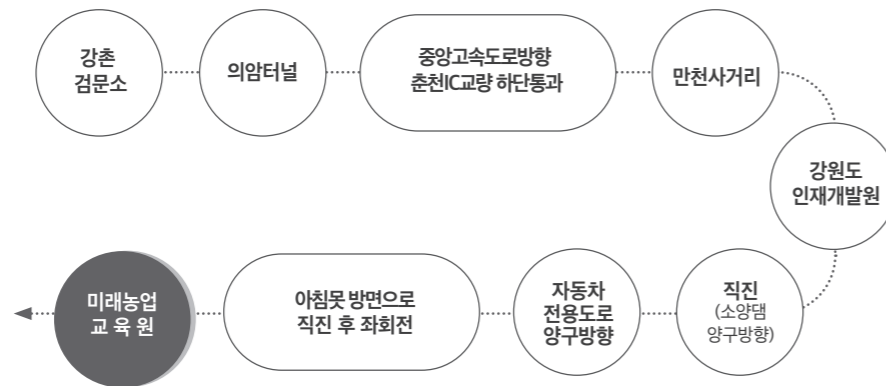 강촌
검문소
의암터널
중앙고속도로방향
춘천IC교량 하단통과
만천사거리
강원도
인재개발원
직진
(소양댐
양구방향)
자동차
전용도로
양구방향
아침못 방면으로
직진 후 좌회전
미래농업
교 육 원